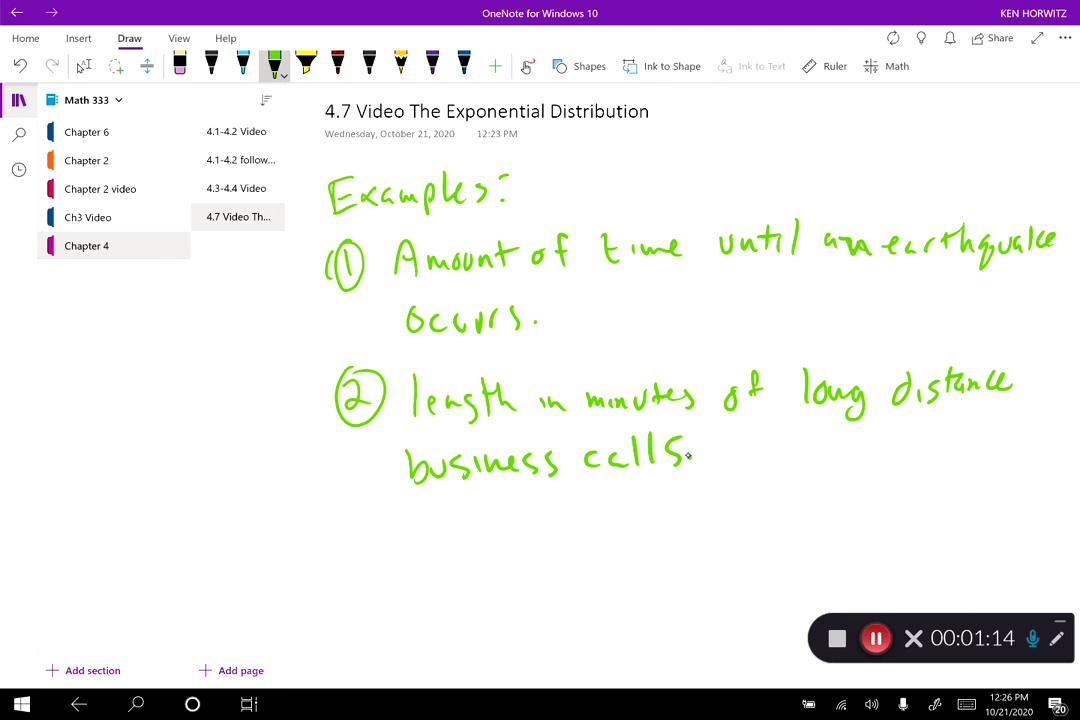 OneNote for Windows 10
KEN HORWITZ
Home Insert Draw View Help
Share
Shapes Ink to Shape Ink to Text Ruler Math
Math 333
Chapter 6
Chapter 2
Chapter 2 video
Ch3 Video
Chapter 4
4.1-4.2 Video
4.1-4.2 follow...
4.3-4.4 Video
4.7 Video Th...
4.7 Video The Exponential Distribution
Wednesday, October 21, 2020 12:23 PM
Examples:
(1) Amount of time until an earthquake
occurs.
(2) length in minutes of long distance
business calls.
00:01:14
Add section
Add page
12:26 PM
10/21/2020
20